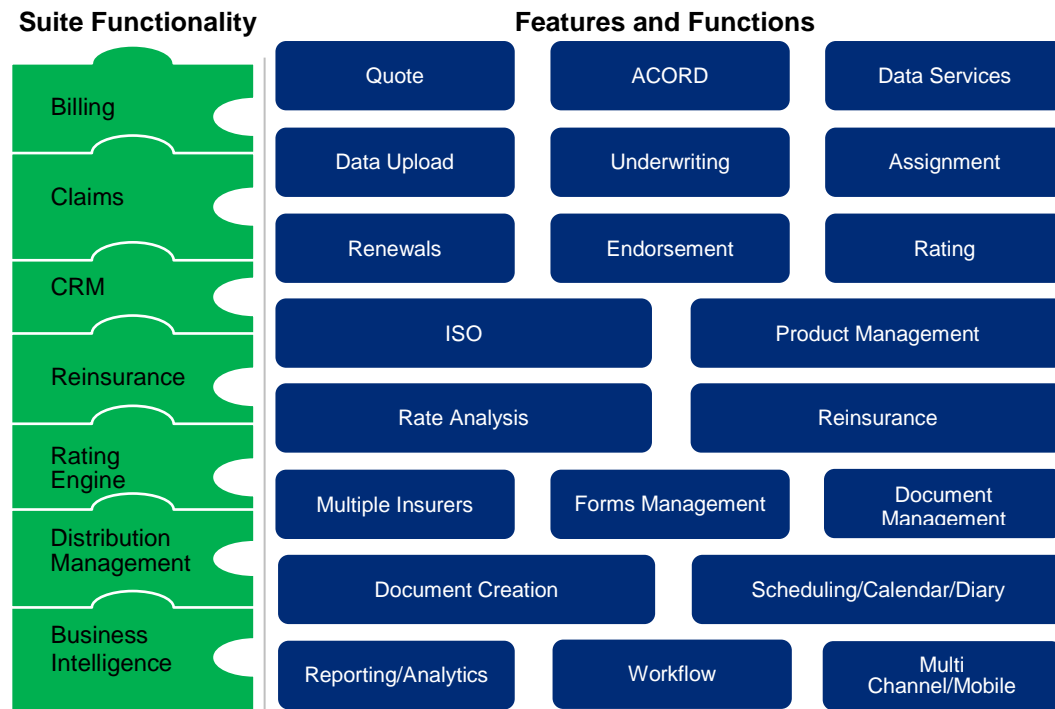 Suite Functionality
Features and Functions
Billing
Claims
CRM
Reinsurance
Rating
Engine
Distribution
Management
Business
Intelligence
Quote
ACORD
Data Services
Data Upload
Underwriting
Assignment
Renewals
Endorsement
Rating
ISO
Product Management
Rate Analysis
Reinsurance
Multiple Insurers
Forms Management
Document
Management
Document Creation
Scheduling/Calendar/Diary
Reporting/Analytics
Workflow
Multi
Channel/Mobile